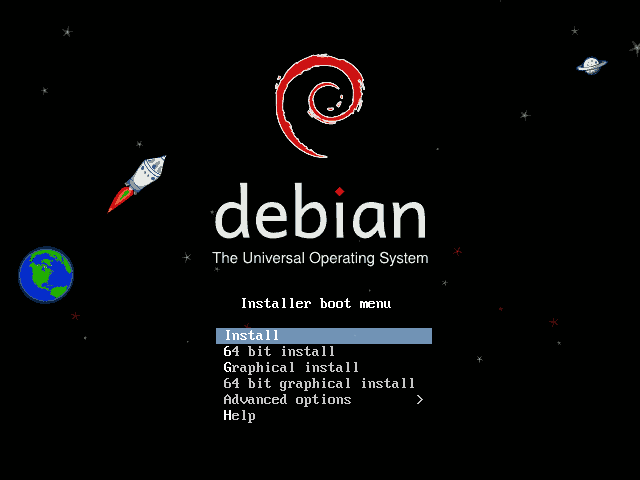 debian
The Universal Operating System
Installer boot menu
Install
64 bit install
Graphical install
64 bit graphical install
Advanced options >
Help